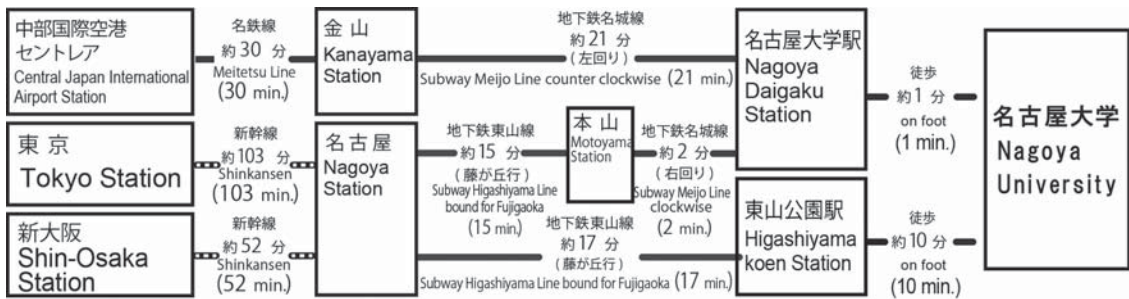 中部国際空港
セントレア
Central Japan International
Airport Station
名鉄線
約30 分
Meitetsu Line
(30 min.)
金 山
Kanayama
Station
地下鉄名城線
約 21 分
(左回り)
Subway Meijo Line counter clockwise (21 min.)
名古屋大学駅
Nagoya
Daigaku
Station
徒歩
約 1 分
on foot
(1 min.)
名古屋大学
Nagoya
University
東 京
Tokyo Station
新幹線
約103 分
Shinkansen
(103 min.)
名 古 屋
Nagoya
Station
地下鉄東山線
約 15 分
(藤が丘行)
Subway Higashiyama Line
bound for Fujigaoka
(15 min.)
本 山
Motoyama
Station
地下鉄名城線
約 2 分
(右回り)
Subway Meijo Line
clockwise
(2 min.)
新大阪
Shin-Osaka
Station
新幹線
約 52 分
Shinkansen
(52 min.)
地下鉄東山線
約 17 分
(藤が丘行)
Subway Higashiyama Line bound for Fujigaoka (17 min.)
東山公園駅
Higashiyama
koen Station
徒歩
約 10 分
on foot
(10 min.)